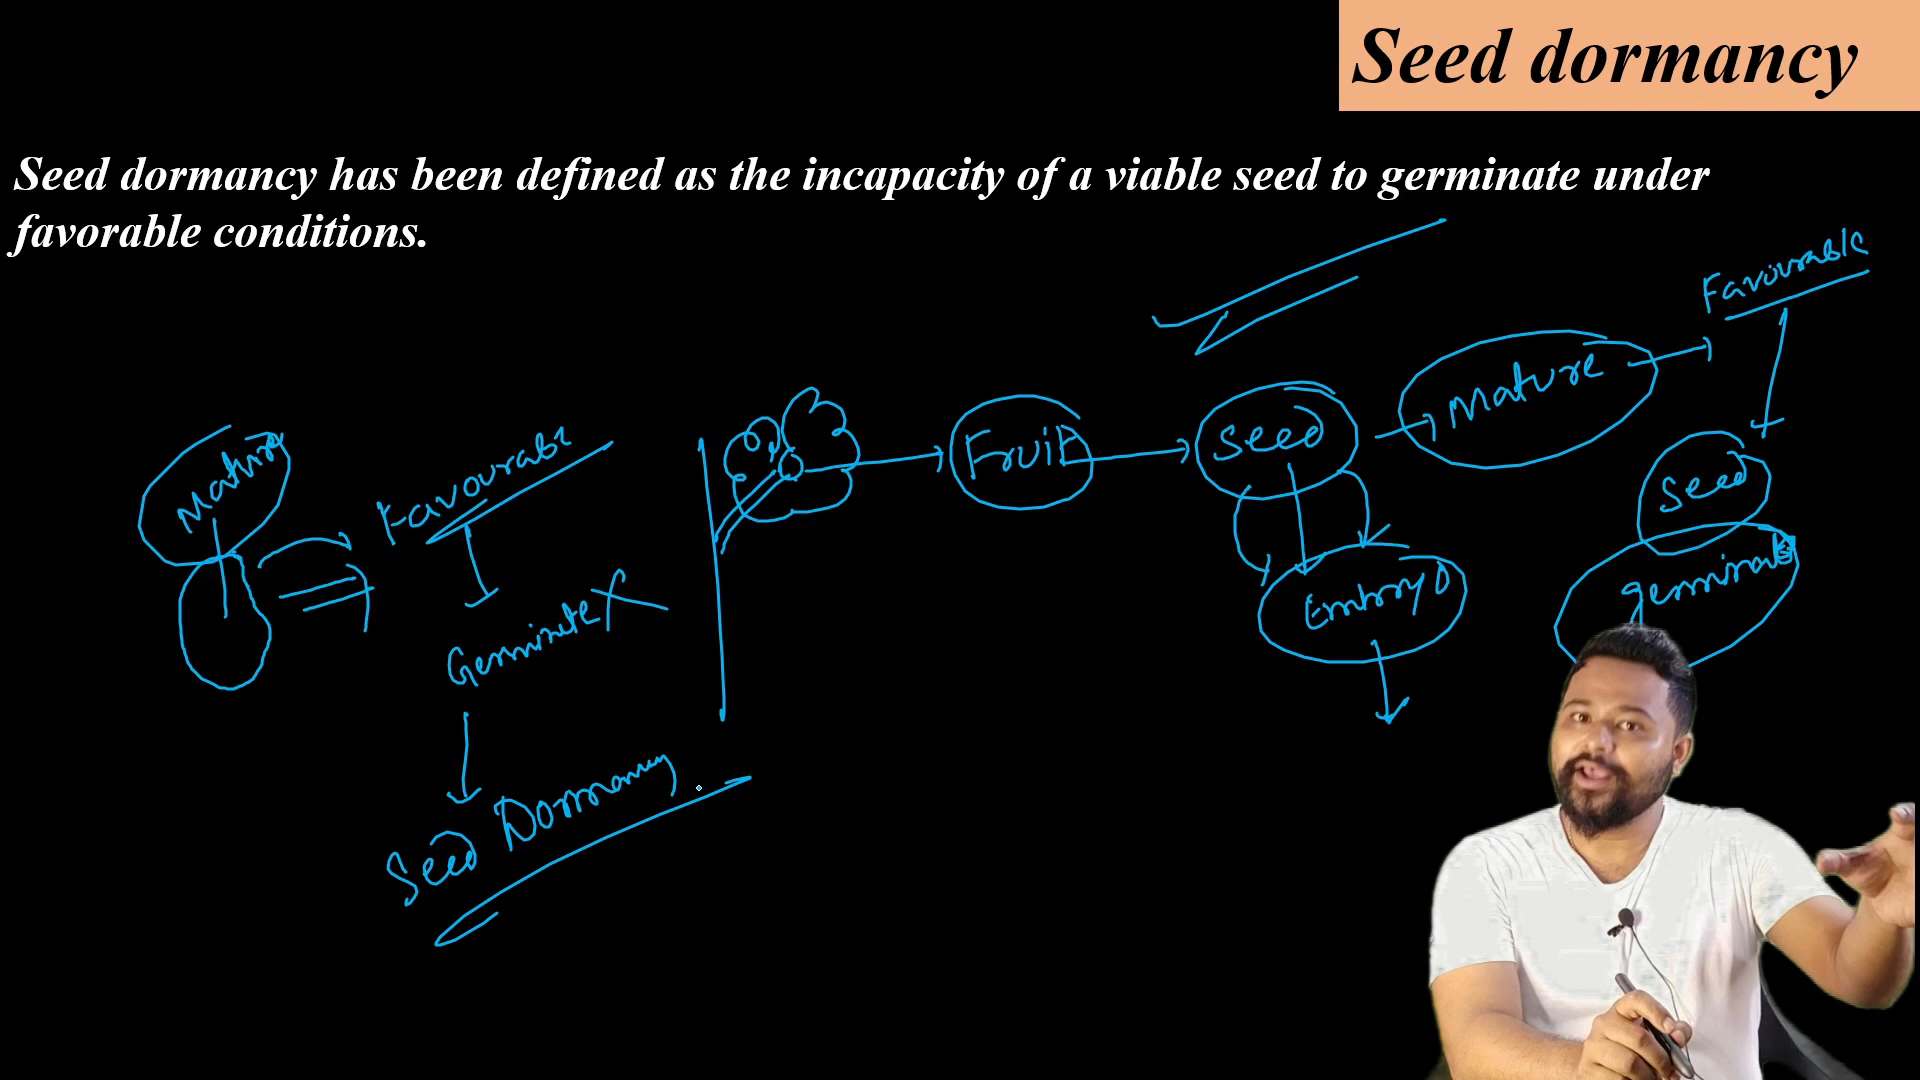 Seed dormancy
Seed dormancy has been defined as the incapacity of a viable seed to germinate under
favorable conditions.
Favourable
Mature
Seed
Fruit
Seed
Favourable
germinate
Embryo
Germinate
Seed Dormancy